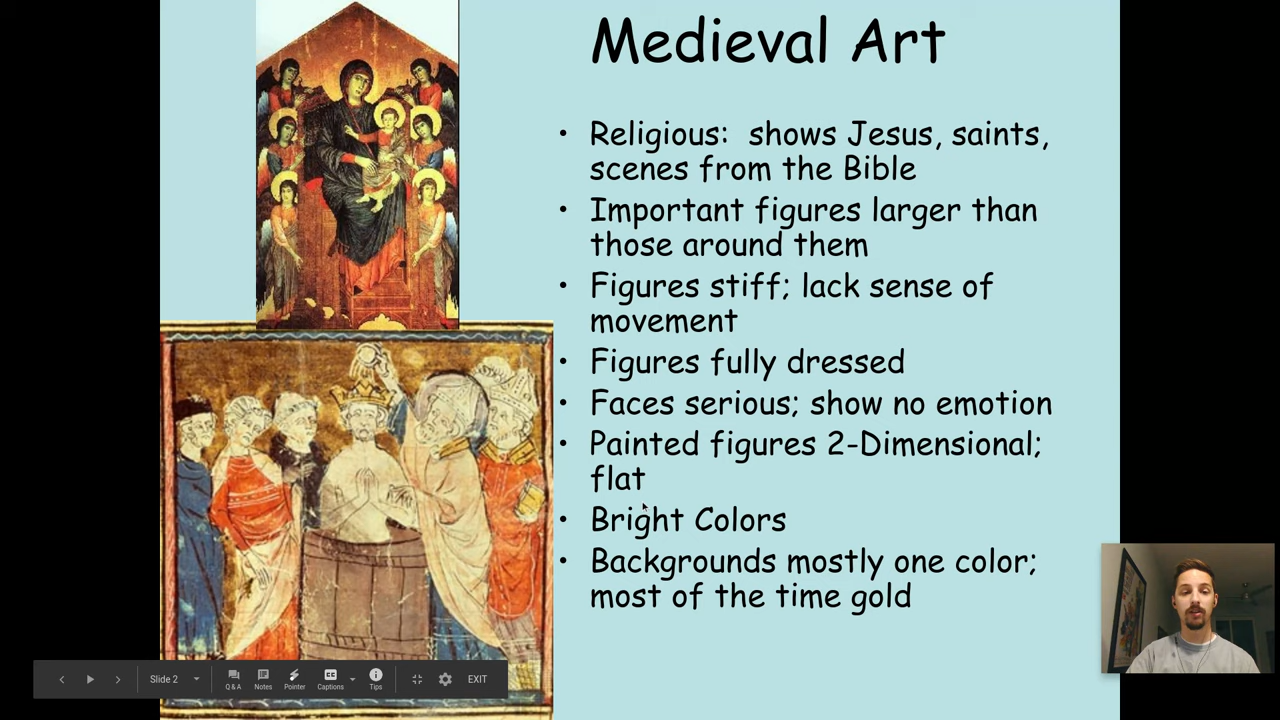 Medieval Art
• Religious:  shows Jesus, saints,
scenes from the Bible
• Important figures larger than
those around them
• Figures stiff; lack sense of
movement
• Figures fully dressed
• Faces serious; show no emotion
• Painted figures 2-Dimensional;
flat
• Bright Colors
• Backgrounds mostly one color;
most of the time gold
Slide 2
Q & A
Notes
Pointer
Captions
Tips
EXIT